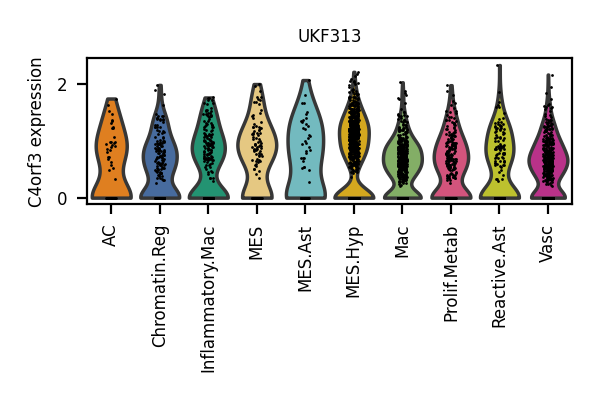 UKF313
C4orf3 expression
2
0
AC
Chromatin.Reg
Inflammatory.Mac
MES
MES.Ast
MES.Hyp
Mac
Prolif.Metab
Reactive.Ast
Vasc